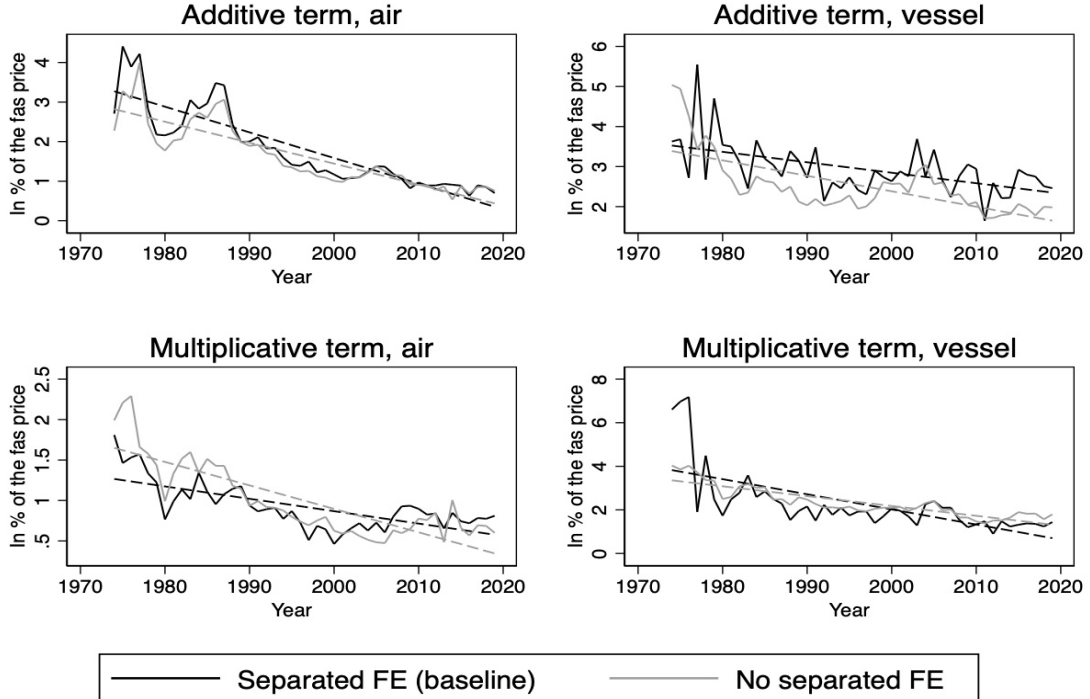 Additive term, air
In % of the fas price
4
3
2
1
0
1970 1980 1990 2000 2010 2020
Year
Additive term, vessel
In % of the fas price
6
5
4
3
2
1970 1980 1990 2000 2010 2020
Year
Multiplicative term, air
In % of the fas price
2.5
2
1.5
1
.5
1970 1980 1990 2000 2010 2020
Year
Multiplicative term, vessel
In % of the fas price
8
6
4
2
0
1970 1980 1990 2000 2010 2020
Year
Separated FE (baseline) No separated FE